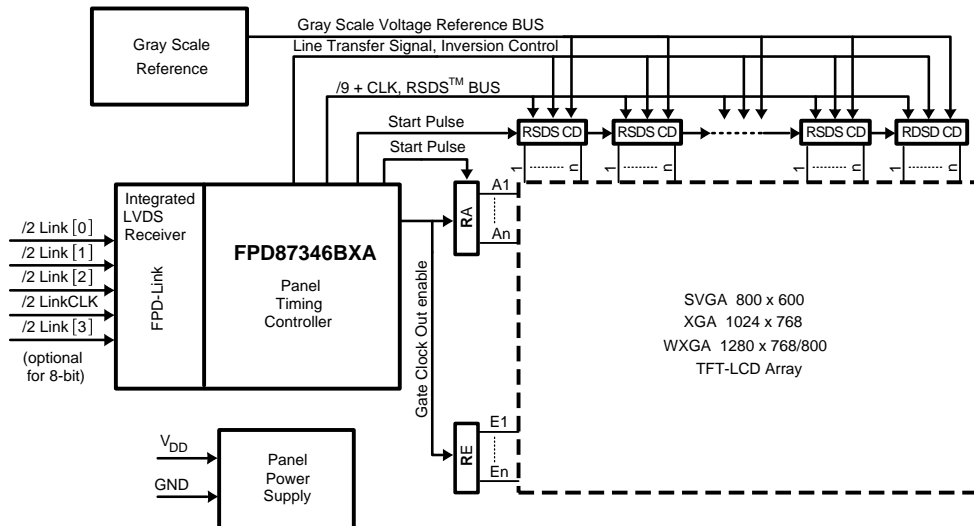 Gray Scale
Reference
Gray Scale Voltage Reference BUS
Line Transfer Signal, Inversion Control
/9 + CLK, RSDS™ BUS
Start Pulse
Start Pulse
RSDS CD
RSDS CD
RSDS CD
RDSD CD
1 n
1 n
1 n
1 n
Integrated
LVDS
Receiver
FPD-Link
FPD87346BXA
Panel
Timing
Controller
/2 Link [0]
/2 Link [1]
/2 Link [2]
/2 LinkCLK
/2 Link [3]
(optional
for 8-bit)
Gate Clock Out enable
RA
A1
An
RE
E1
En
SVGA 800 x 600
XGA 1024 x 768
WXGA 1280 x 768/800
TFT-LCD Array
VDD
GND
Panel
Power
Supply